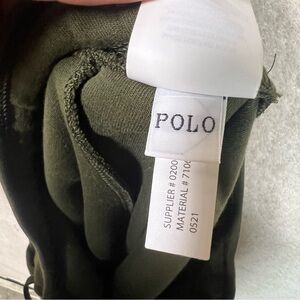 POLO
SUPPLIER # 0200
MATERIAL # 7100
0521